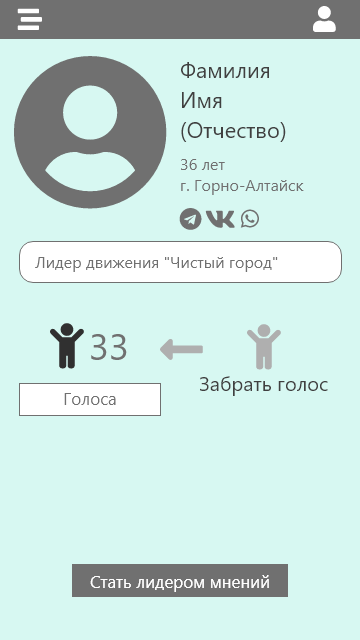 Фамилия
Имя
(Отчество)
36 лет
г. Горно-Алтайск
Лидер движения "Чистый город"
33
Забрать голос
Голоса
Стать лидером мнений